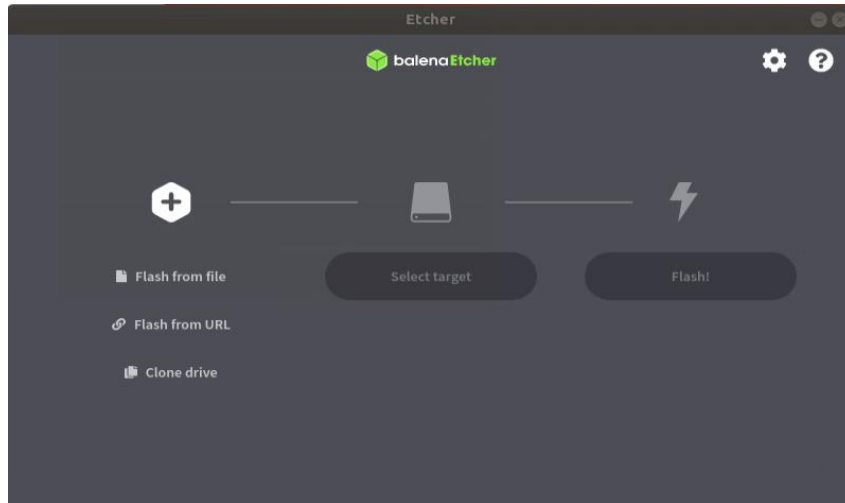 Etcher
balenaEtcher
Flash from file
Select target
Flash!
Flash from URL
Clone drive